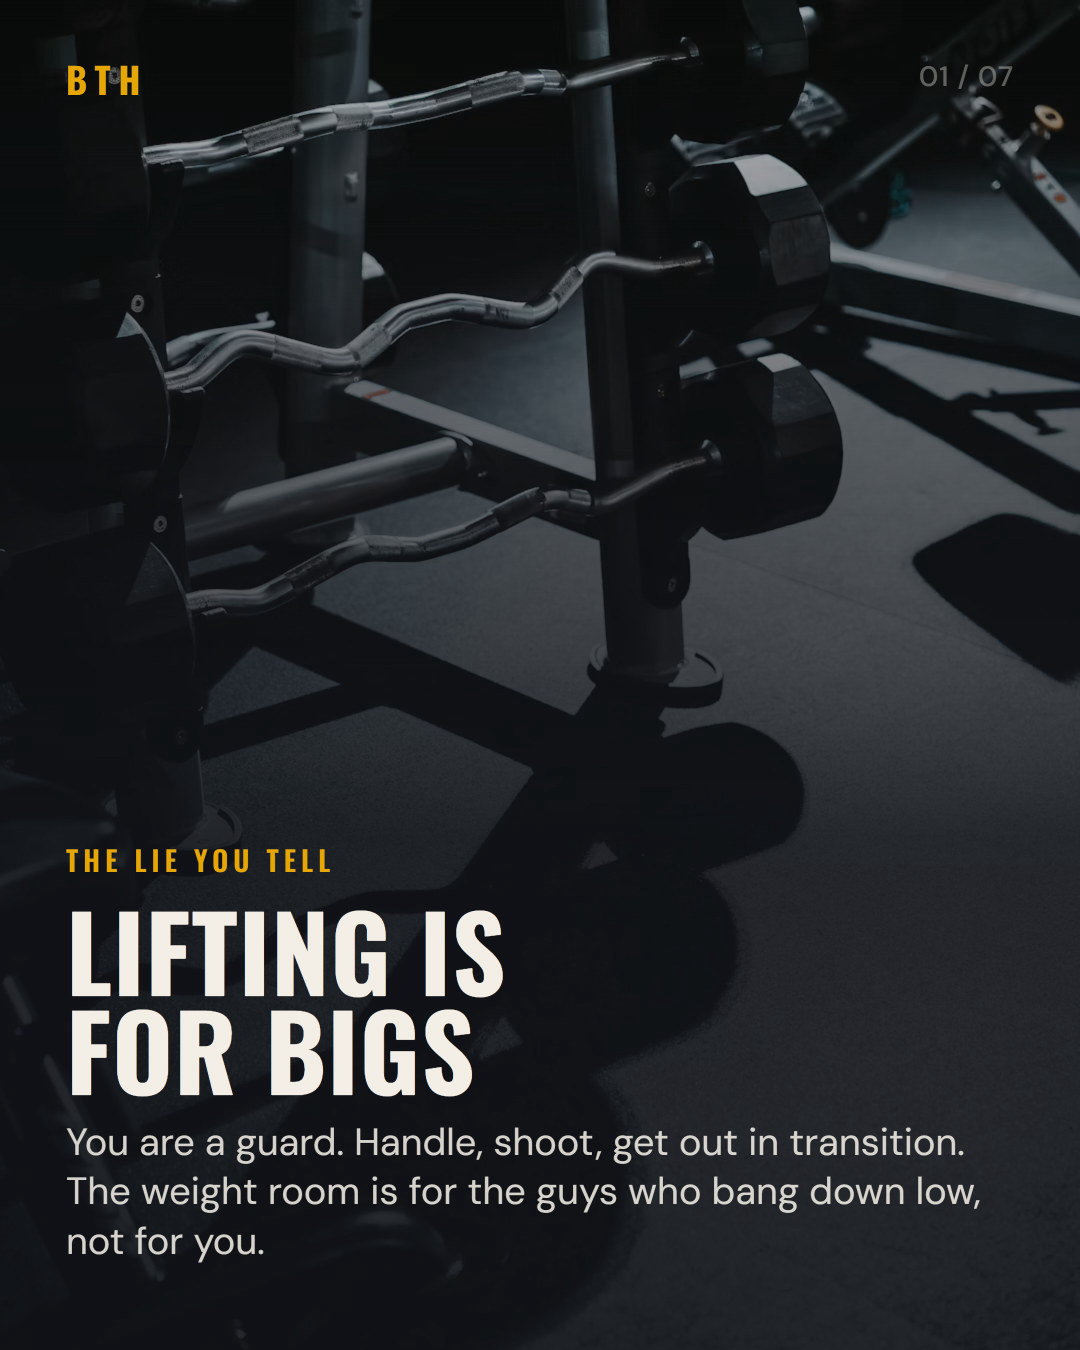 BTH
01 / 07
THE LIE YOU TELL
LIFTING IS
FOR BIGS
You are a guard. Handle, shoot, get out in transition.
The weight room is for the guys who bang down low,
not for you.